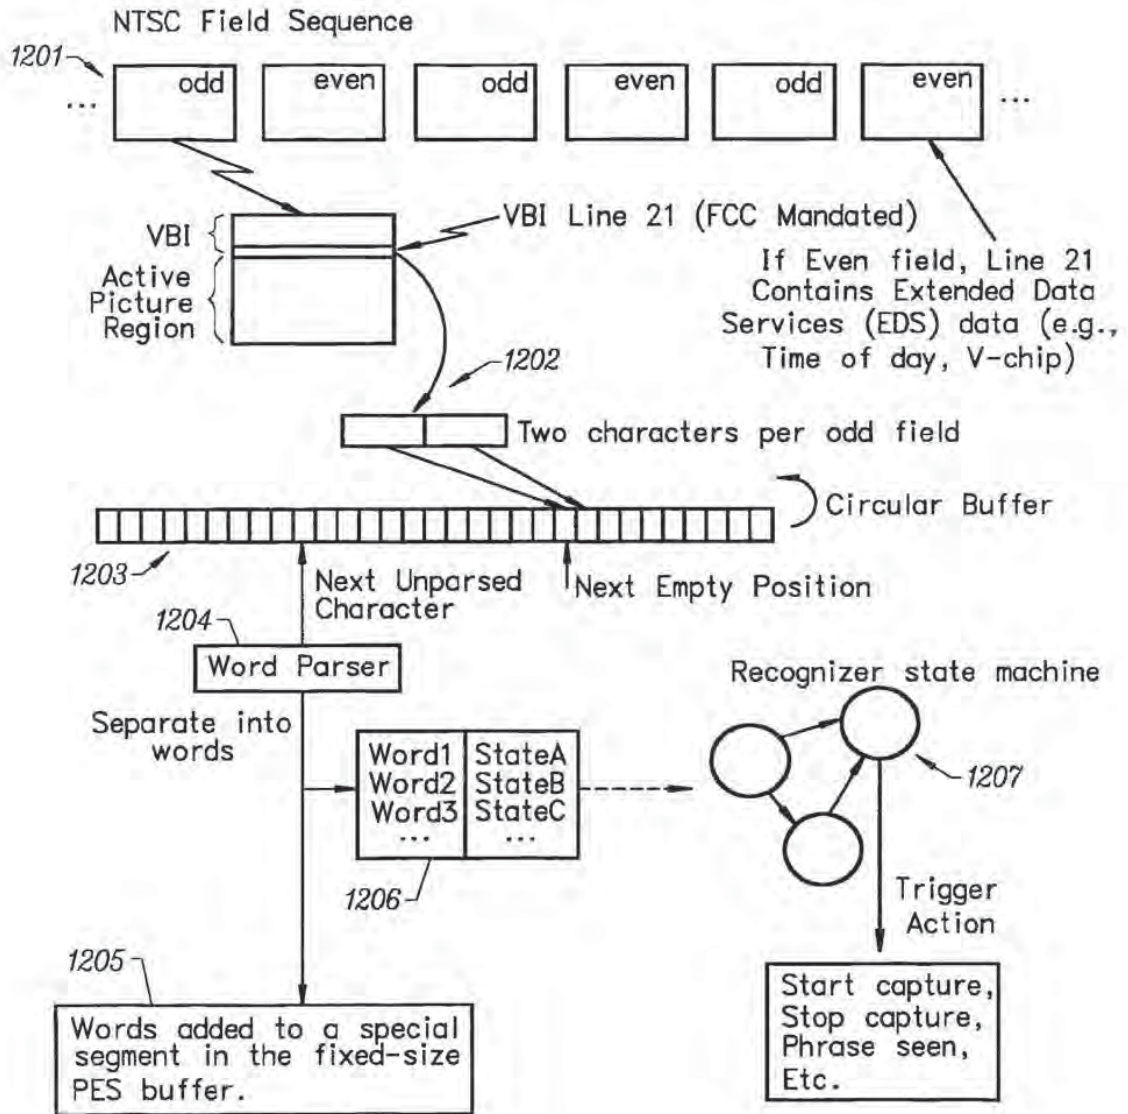 NTSC Field Sequence
1201
... odd even odd even odd even ...
VBI
VBI Line 21 (FCC Mandated)
Active
Picture
Region
If Even field, Line 21
Contains Extended Data
Services (EDS) data (e.g.,
Time of day, V-chip)
1202
Two characters per odd field
Circular Buffer
1203
Next Unparsed
Character
Next Empty Position
1204
Word Parser
Separate into
words
Recognizer state machine
Word1 StateA
Word2 StateB
Word3 StateC
... ...
1206
1207
Trigger
Action
1205
Words added to a special
segment in the fixed-size
PES buffer.
Start capture,
Stop capture,
Phrase seen,
Etc.